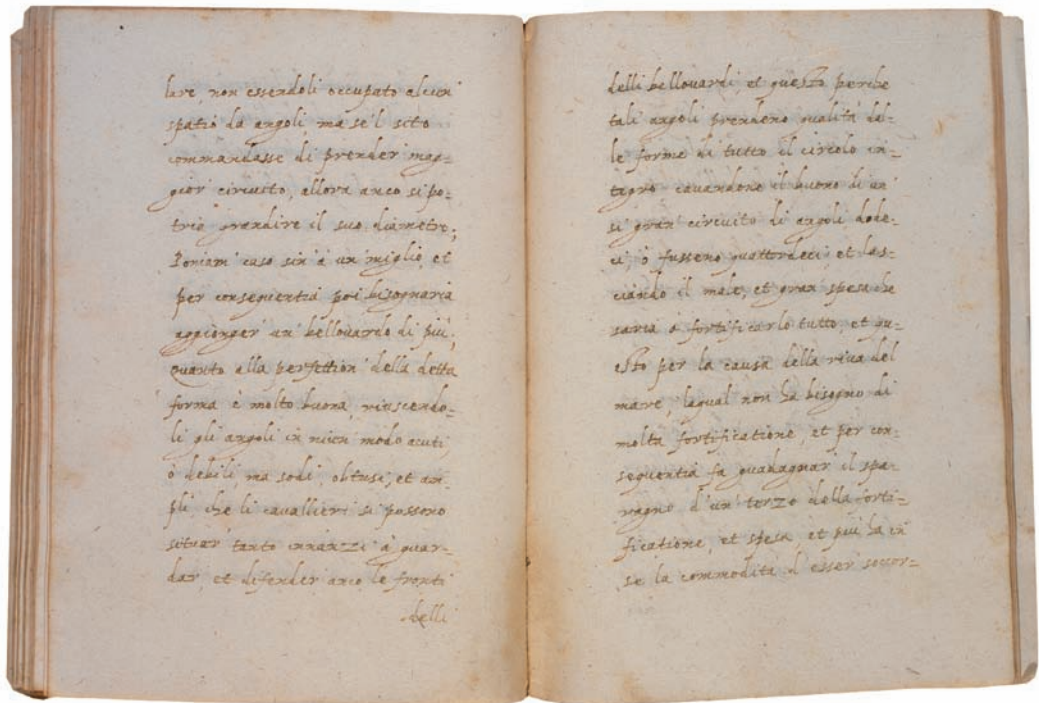 lare, non essendoli occupato alcun
spatio da angoli, ma se'l sito
commandasse di prender mag=
gior circuito, allora anco si po=
tria grandire il suo diametro;
Poniam' caso sin' à un miglio, et
per consequentia poi bisognaria
aggionger' un bellouardo di più,
Quanto alla perfettion' della detta
forma è molto buona, riuscendo=
li gli angoli in niun modo acuti,
ò debili ma sodi, obtusi, et am=
pli, che li cauallieri si possono
situar' tanto innanzi à guar=
dar, et difender anco le fronti
delli
delli bellouardi, et questo perche
tali angoli prendeno qualità del=
le forme di tutto il circolo in=
tegro cauandone il buono di un'
si gran' circuito di angoli dode=
ci, ò fusseno quattordeci, et las=
ciando il male, et gran' spesa che
saria à fortificarlo tutto, et qu=
esto per la causa della riua del
mare, laqual non ha bisogno di
molta fortificatione, et per con=
sequentia fa guadagnar' il spa=
ragno d'un' terzo della forti=
ficatione, et spesa, et più ha in
se la commodità d'esser' soccor=